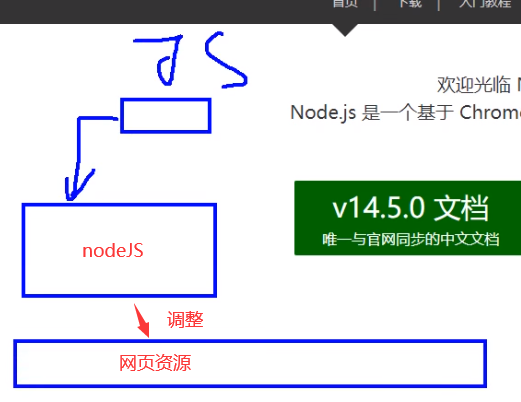 首页 | 下载 | 入门教程
JS
欢迎光临 N
Node.js 是一个基于 Chrome
v14.5.0 文档
唯一与官网同步的中文文档
nodeJS
调整
网页资源